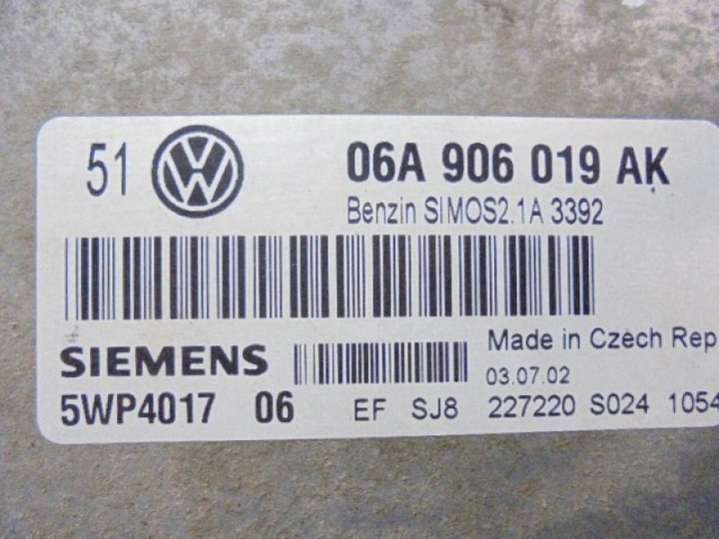 51 VW 06A 906 019 AK
Benzin SIMOS2.1A 3392
SIEMENS Made in Czech Rep
03.07.02
5WP4017 06 EF SJ8 227220 S024 1054